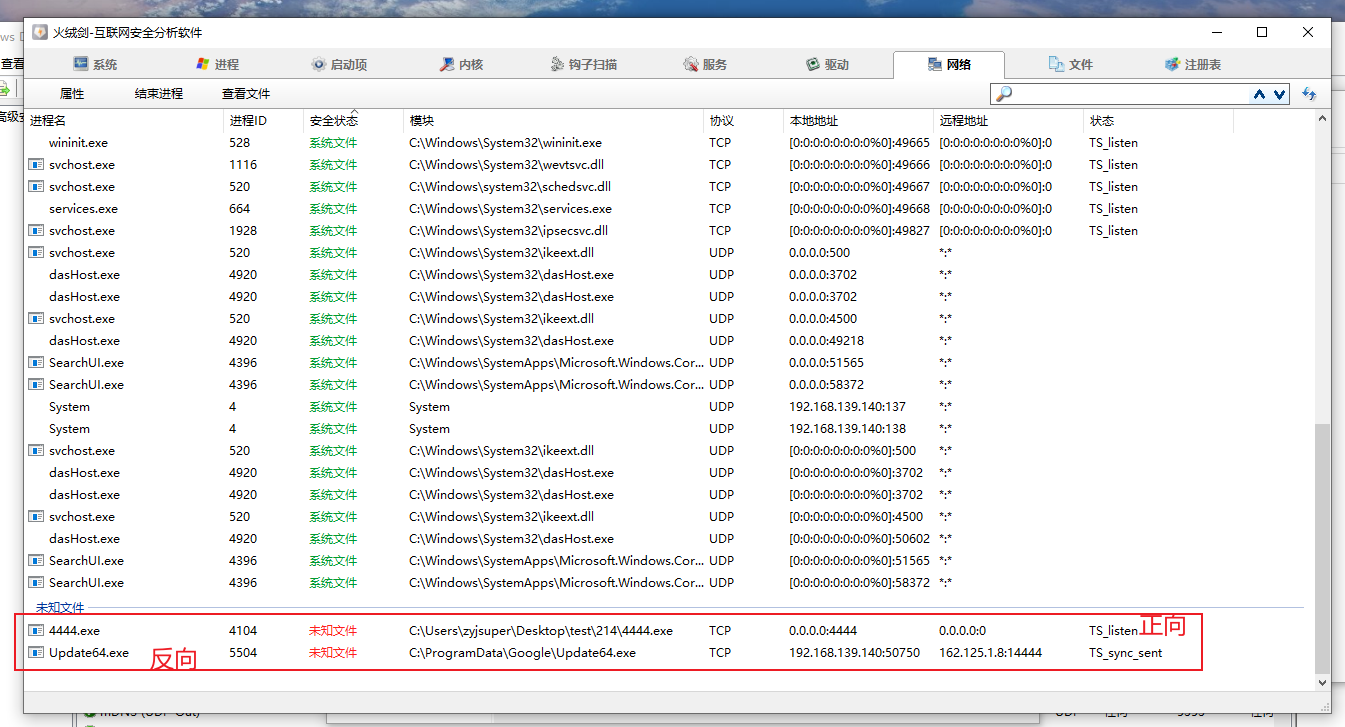 ws D
火绒剑-互联网安全分析软件
查看
系统 进程 启动项 内核 钩子扫描 服务 驱动 网络 文件 注册表
属性 结束进程 查看文件
高级安
进程名 进程ID 安全状态 模块 协议 本地地址 远程地址 状态
wininit.exe 528 系统文件 C:\Windows\System32\wininit.exe TCP [0:0:0:0:0:0:0:0%0]:49665 [0:0:0:0:0:0:0:0%0]:0 TS_listen
svchost.exe 1116 系统文件 C:\Windows\System32\wevtsvc.dll TCP [0:0:0:0:0:0:0:0%0]:49666 [0:0:0:0:0:0:0:0%0]:0 TS_listen
svchost.exe 520 系统文件 C:\Windows\system32\schedsvc.dll TCP [0:0:0:0:0:0:0:0%0]:49667 [0:0:0:0:0:0:0:0%0]:0 TS_listen
services.exe 664 系统文件 C:\Windows\System32\services.exe TCP [0:0:0:0:0:0:0:0%0]:49668 [0:0:0:0:0:0:0:0%0]:0 TS_listen
svchost.exe 1928 系统文件 C:\Windows\System32\ipsecsvc.dll TCP [0:0:0:0:0:0:0:0%0]:49827 [0:0:0:0:0:0:0:0%0]:0 TS_listen
svchost.exe 520 系统文件 C:\Windows\System32\ikeext.dll UDP 0.0.0.0:500 *:*
dasHost.exe 4920 系统文件 C:\Windows\System32\dasHost.exe UDP 0.0.0.0:3702 *:*
dasHost.exe 4920 系统文件 C:\Windows\System32\dasHost.exe UDP 0.0.0.0:3702 *:*
svchost.exe 520 系统文件 C:\Windows\System32\ikeext.dll UDP 0.0.0.0:4500 *:*
dasHost.exe 4920 系统文件 C:\Windows\System32\dasHost.exe UDP 0.0.0.0:49218 *:*
SearchUI.exe 4396 系统文件 C:\Windows\SystemApps\Microsoft.Windows.Cor... UDP 0.0.0.0:51565 *:*
SearchUI.exe 4396 系统文件 C:\Windows\SystemApps\Microsoft.Windows.Cor... UDP 0.0.0.0:58372 *:*
System 4 系统文件 System UDP 192.168.139.140:137 *:*
System 4 系统文件 System UDP 192.168.139.140:138 *:*
svchost.exe 520 系统文件 C:\Windows\System32\ikeext.dll UDP [0:0:0:0:0:0:0:0%0]:500 *:*
dasHost.exe 4920 系统文件 C:\Windows\System32\dasHost.exe UDP [0:0:0:0:0:0:0:0%0]:3702 *:*
dasHost.exe 4920 系统文件 C:\Windows\System32\dasHost.exe UDP [0:0:0:0:0:0:0:0%0]:3702 *:*
svchost.exe 520 系统文件 C:\Windows\System32\ikeext.dll UDP [0:0:0:0:0:0:0:0%0]:4500 *:*
dasHost.exe 4920 系统文件 C:\Windows\System32\dasHost.exe UDP [0:0:0:0:0:0:0:0%0]:50602 *:*
SearchUI.exe 4396 系统文件 C:\Windows\SystemApps\Microsoft.Windows.Cor... UDP [0:0:0:0:0:0:0:0%0]:51565 *:*
SearchUI.exe 4396 系统文件 C:\Windows\SystemApps\Microsoft.Windows.Cor... UDP [0:0:0:0:0:0:0:0%0]:58372 *:*
未知文件
4444.exe 4104 未知文件 C:\Users\zyjsuper\Desktop\test\214\4444.exe TCP 0.0.0.0:4444 0.0.0.0:0 TS_listen 正向
Update64.exe 反向 5504 未知文件 C:\ProgramData\Google\Update64.exe TCP 192.168.139.140:50750 162.125.1.8:14444 TS_sync_sent
mDNS (UDP-Out) UDP 任何 5353 任何